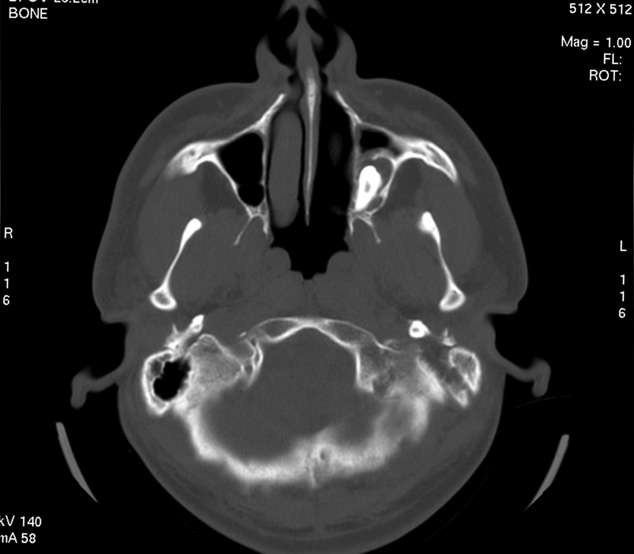 BONE
512 X 512
Mag = 1.00
FL:
ROT:
R
1
1
6
L
1
1
6
kV 140
mA 58